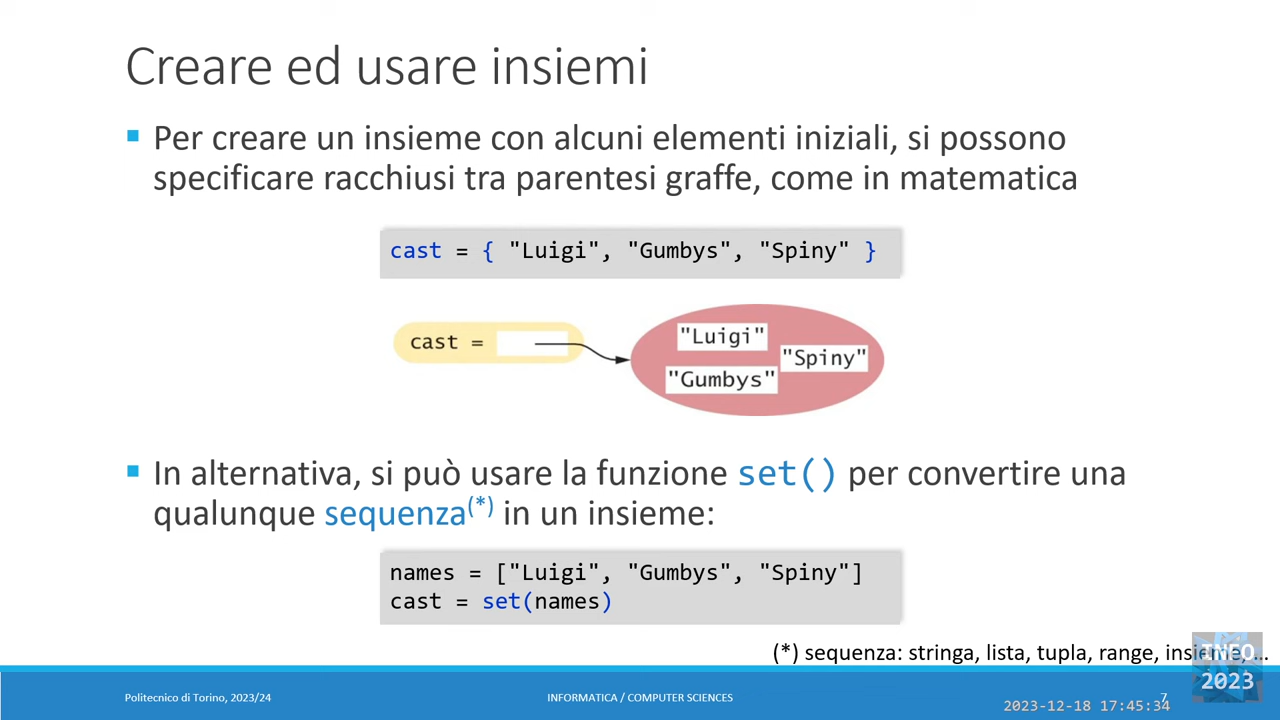 Creare ed usare insiemi
Per creare un insieme con alcuni elementi iniziali, si possono
specificare racchiusi tra parentesi graffe, come in matematica
cast = { "Luigi", "Gumbys", "Spiny" }
cast =
"Luigi"
"Spiny"
"Gumbys"
In alternativa, si può usare la funzione set() per convertire una
qualunque sequenza(*) in un insieme:
names = ["Luigi", "Gumbys", "Spiny"]
cast = set(names)
(*) sequenza: stringa, lista, tupla, range, insieme, …
INFO
2023
Politecnico di Torino, 2023/24
INFORMATICA / COMPUTER SCIENCES
7
2023-12-18 17:45:34